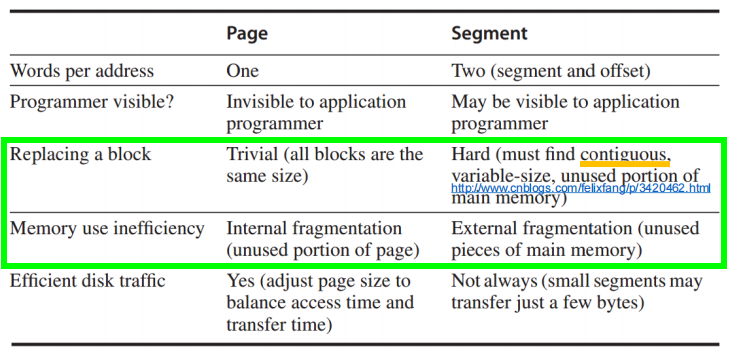 Page Segment
Words per address One Two (segment and offset)
Programmer visible? Invisible to application May be visible to application
programmer programmer
Replacing a block Trivial (all blocks are the Hard (must find contiguous,
same size) variable-size, unused portion of
http://www.cnblogs.com/felixfang/p/3420462.html
main memory)
Memory use inefficiency Internal fragmentation External fragmentation (unused
(unused portion of page) pieces of main memory)
Efficient disk traffic Yes (adjust page size to Not always (small segments may
balance access time and transfer just a few bytes)
transfer time)